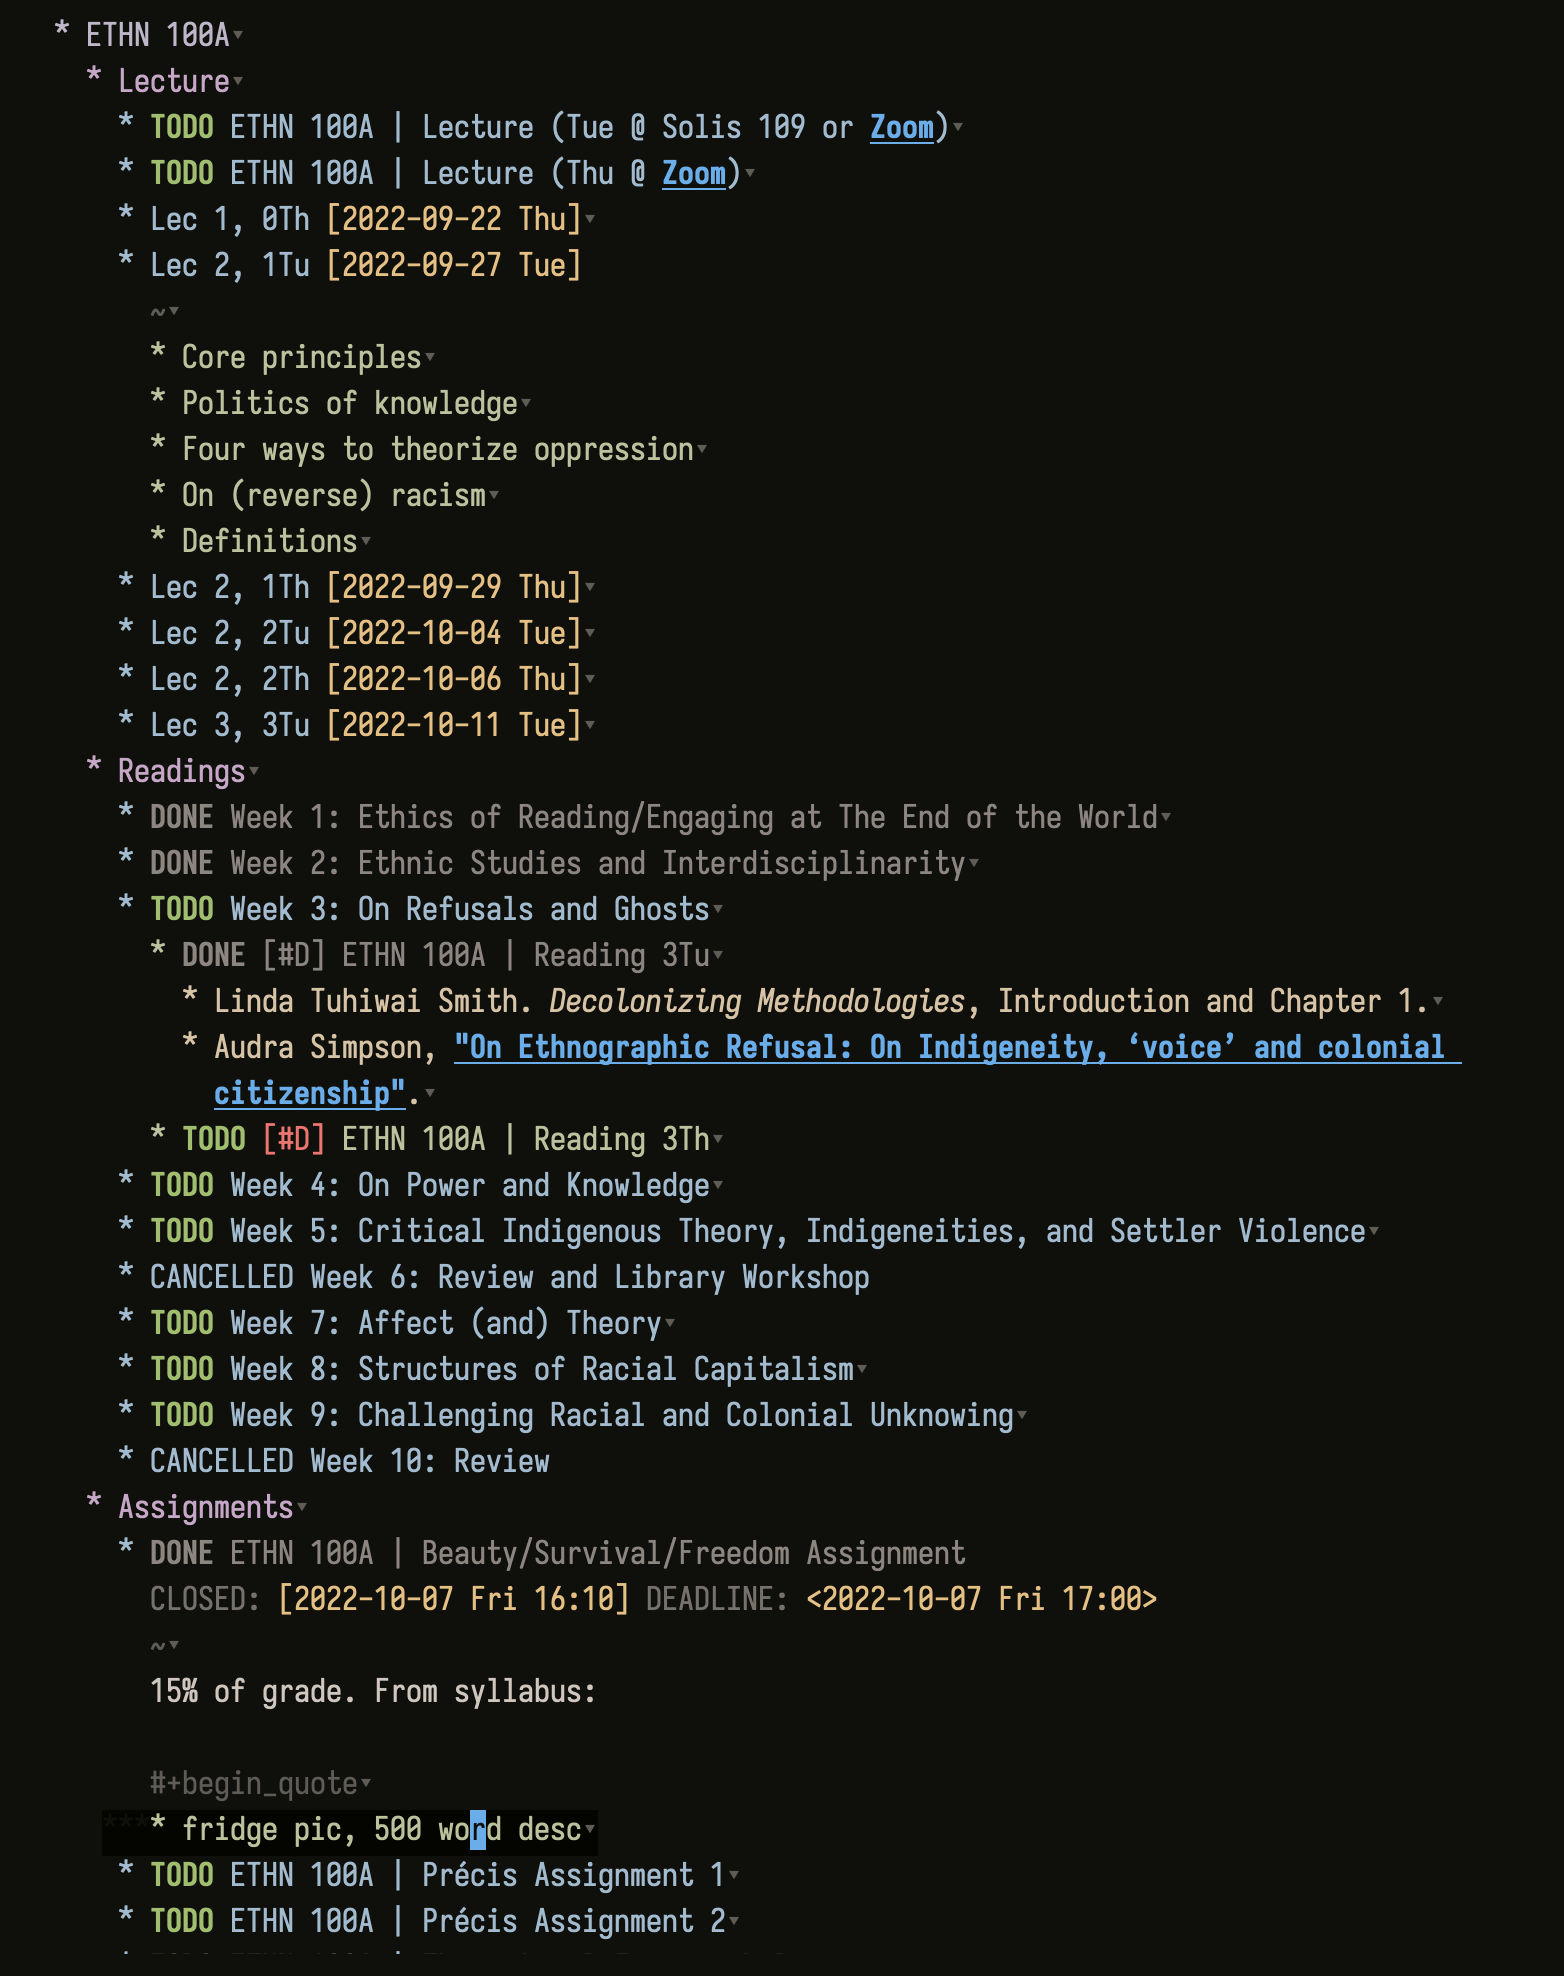 * ETHN 100A▾
* Lecture▾
* TODO ETHN 100A | Lecture (Tue @ Solis 109 or Zoom)▾
* TODO ETHN 100A | Lecture (Thu @ Zoom)▾
* Lec 1, 0Th [2022-09-22 Thu]▾
* Lec 2, 1Tu [2022-09-27 Tue]
~▾
* Core principles▾
* Politics of knowledge▾
* Four ways to theorize oppression▾
* On (reverse) racism▾
* Definitions▾
* Lec 2, 1Th [2022-09-29 Thu]▾
* Lec 2, 2Tu [2022-10-04 Tue]▾
* Lec 2, 2Th [2022-10-06 Thu]▾
* Lec 3, 3Tu [2022-10-11 Tue]▾
* Readings▾
* DONE Week 1: Ethics of Reading/Engaging at The End of the World▾
* DONE Week 2: Ethnic Studies and Interdisciplinarity▾
* TODO Week 3: On Refusals and Ghosts▾
* DONE [#D] ETHN 100A | Reading 3Tu▾
* Linda Tuhiwai Smith. Decolonizing Methodologies, Introduction and Chapter 1.▾
* Audra Simpson, "On Ethnographic Refusal: On Indigeneity, ‘voice’ and colonial
citizenship".▾
* TODO [#D] ETHN 100A | Reading 3Th▾
* TODO Week 4: On Power and Knowledge▾
* TODO Week 5: Critical Indigenous Theory, Indigeneities, and Settler Violence▾
* CANCELLED Week 6: Review and Library Workshop
* TODO Week 7: Affect (and) Theory▾
* TODO Week 8: Structures of Racial Capitalism▾
* TODO Week 9: Challenging Racial and Colonial Unknowing▾
* CANCELLED Week 10: Review
* Assignments▾
* DONE ETHN 100A | Beauty/Survival/Freedom Assignment
CLOSED: [2022-10-07 Fri 16:10] DEADLINE: <2022-10-07 Fri 17:00>
~▾
15% of grade. From syllabus:
#+begin_quote▾
**** fridge pic, 500 word desc▾
* TODO ETHN 100A | Précis Assignment 1▾
* TODO ETHN 100A | Précis Assignment 2▾